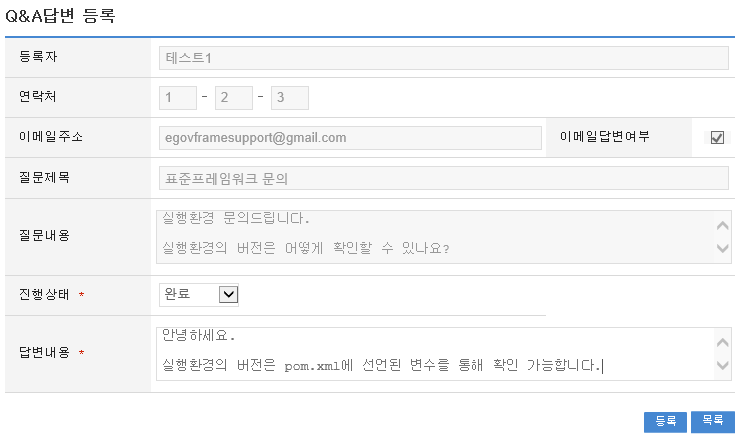 Q&A답변 등록
등록자 테스트1
연락처 1 - 2 - 3
이메일주소 egovframesupport@gmail.com 이메일답변여부
질문제목 표준프레임워크 문의
실행환경 문의드립니다.
질문내용
실행환경의 버전은 어떻게 확인할 수 있나요?
진행상태 * 완료
안녕하세요.
답변내용 *
실행환경의 버전은 pom.xml에 선언된 변수를 통해 확인 가능합니다.
등록 목록